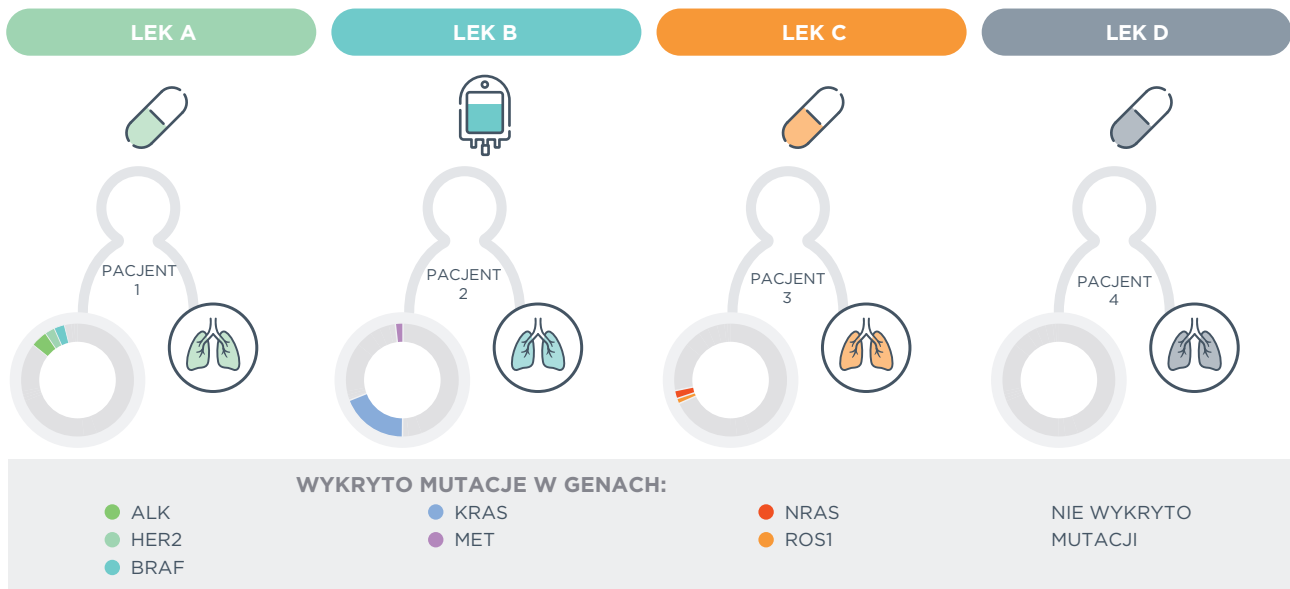 LEK A
LEK B
LEK C
LEK D
PACJENT
1
PACJENT
2
PACJENT
3
PACJENT
4
WYKRYTO MUTACJE W GENACH:
ALK
HER2
BRAF
KRAS
MET
NRAS
ROS1
NIE WYKRYTO
MUTACJI